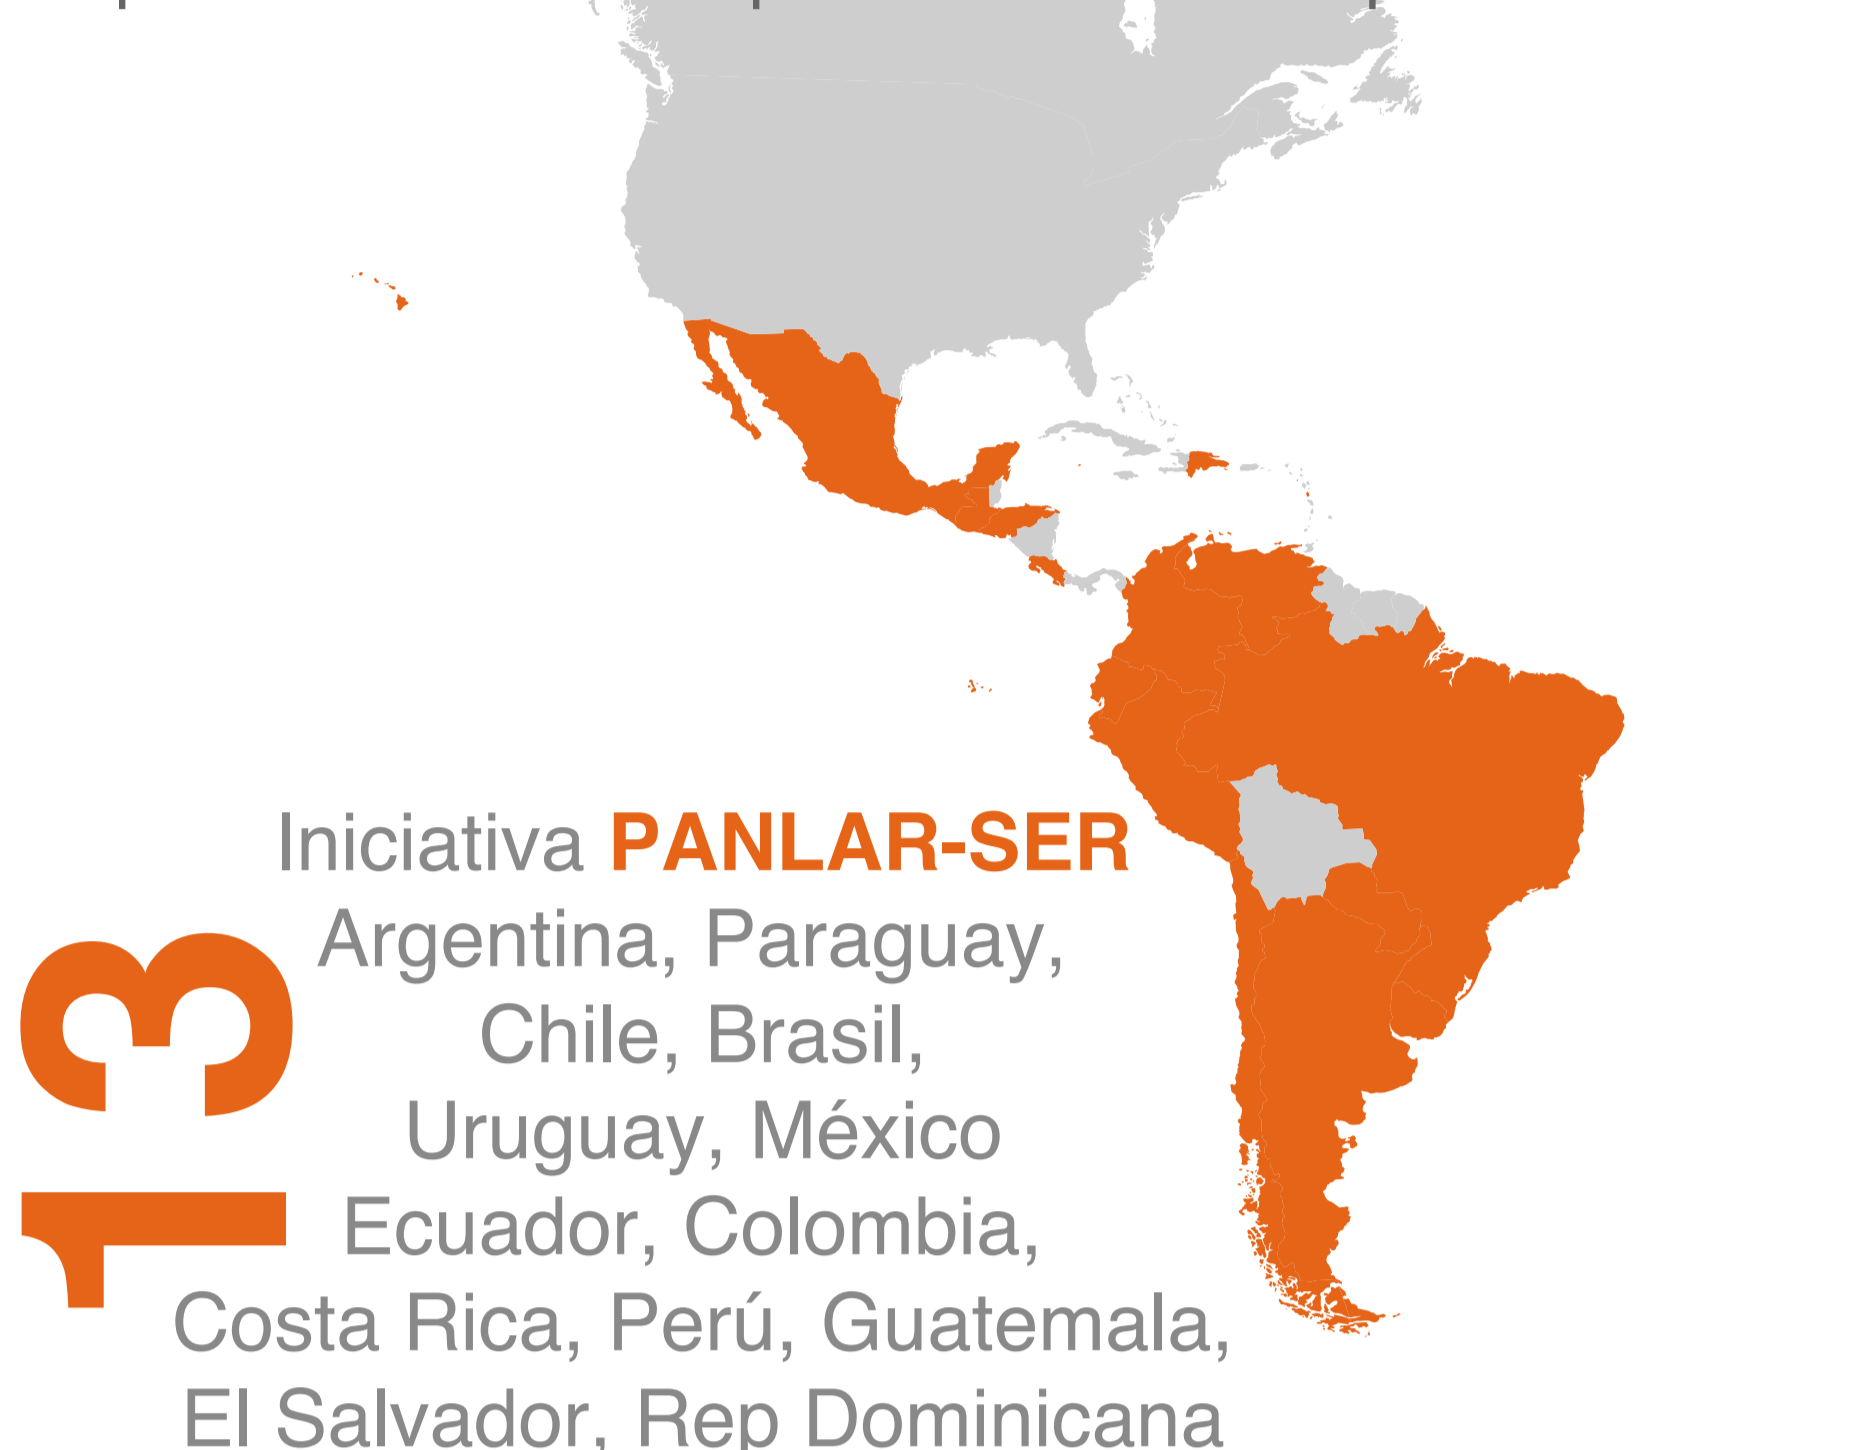 Iniciativa PANLAR-SER
Argentina, Paraguay,
Chile, Brasil,
Uruguay, México
Ecuador, Colombia,
Costa Rica, Perú, Guatemala,
El Salvador, Rep Dominicana
13